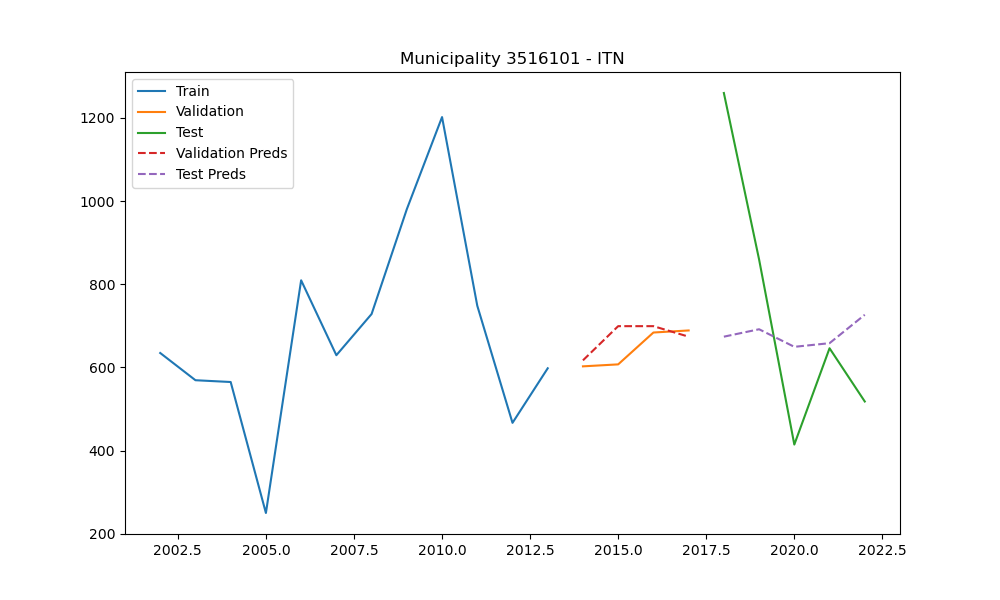 Municipality 3516101 - ITN
Train
Validation
Test
Validation Preds
Test Preds
1200
1000
800
600
400
200
2002.5 2005.0 2007.5 2010.0 2012.5 2015.0 2017.5 2020.0 2022.5